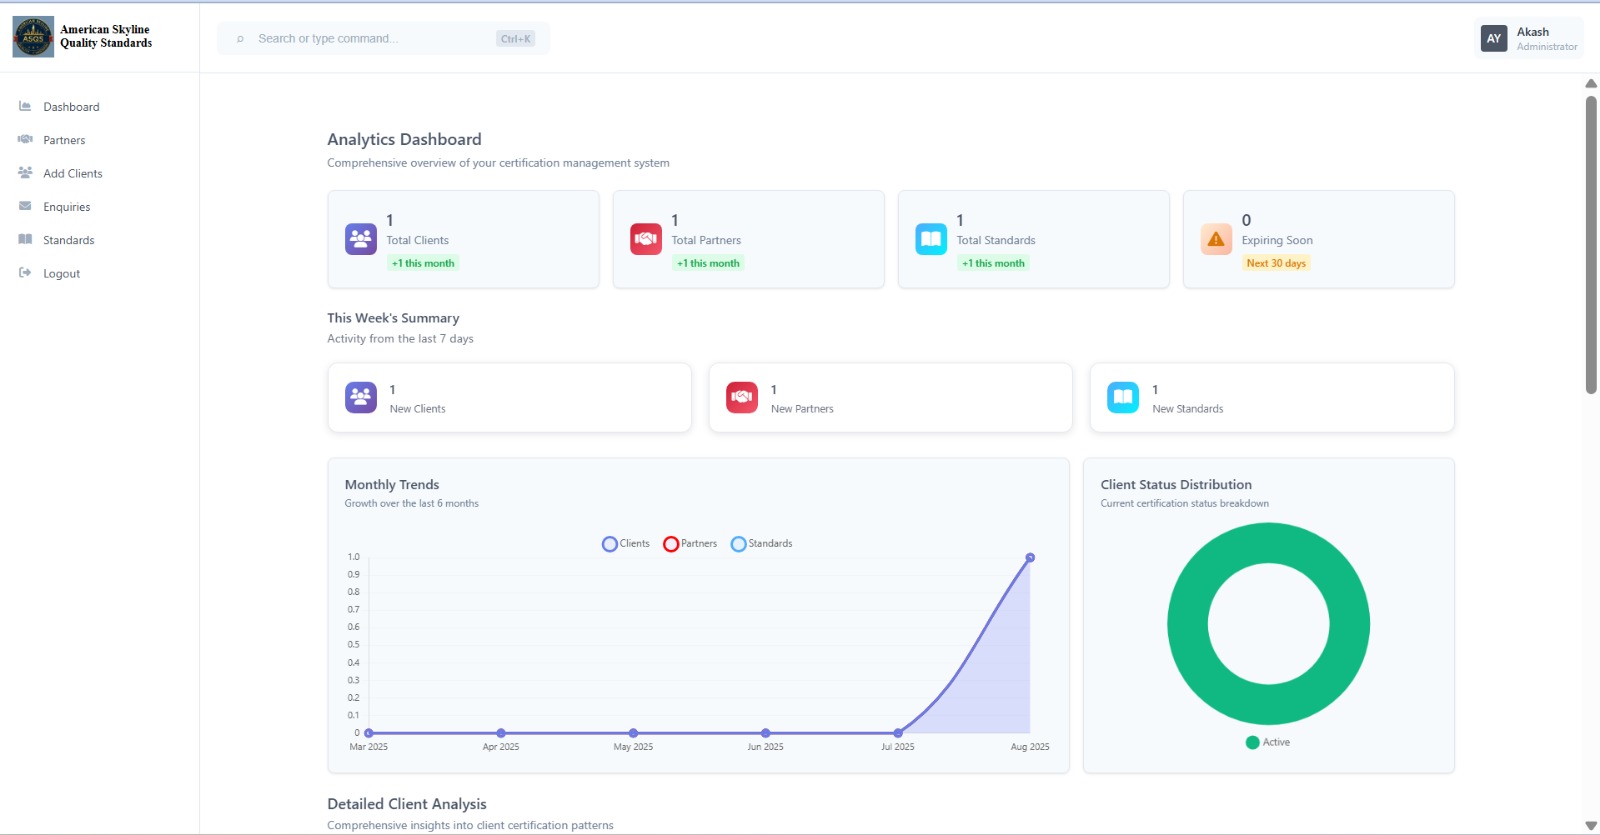 American Skyline
Quality Standards
ASQS
Search or type command...
Ctrl+K
AY
Akash
Administrator
Dashboard
Partners
Add Clients
Enquiries
Standards
Logout
Analytics Dashboard
Comprehensive overview of your certification management system
1
Total Clients
+1 this month
1
Total Partners
+1 this month
1
Total Standards
+1 this month
0
Expiring Soon
Next 30 days
This Week's Summary
Activity from the last 7 days
1
New Clients
1
New Partners
1
New Standards
Monthly Trends
Growth over the last 6 months
Clients Partners Standards
1.0
0.9
0.8
0.7
0.6
0.5
0.4
0.3
0.2
0.1
0
Mar 2025 Apr 2025 May 2025 Jun 2025 Jul 2025 Aug 2025
Client Status Distribution
Current certification status breakdown
Active
Detailed Client Analysis
Comprehensive insights into client certification patterns